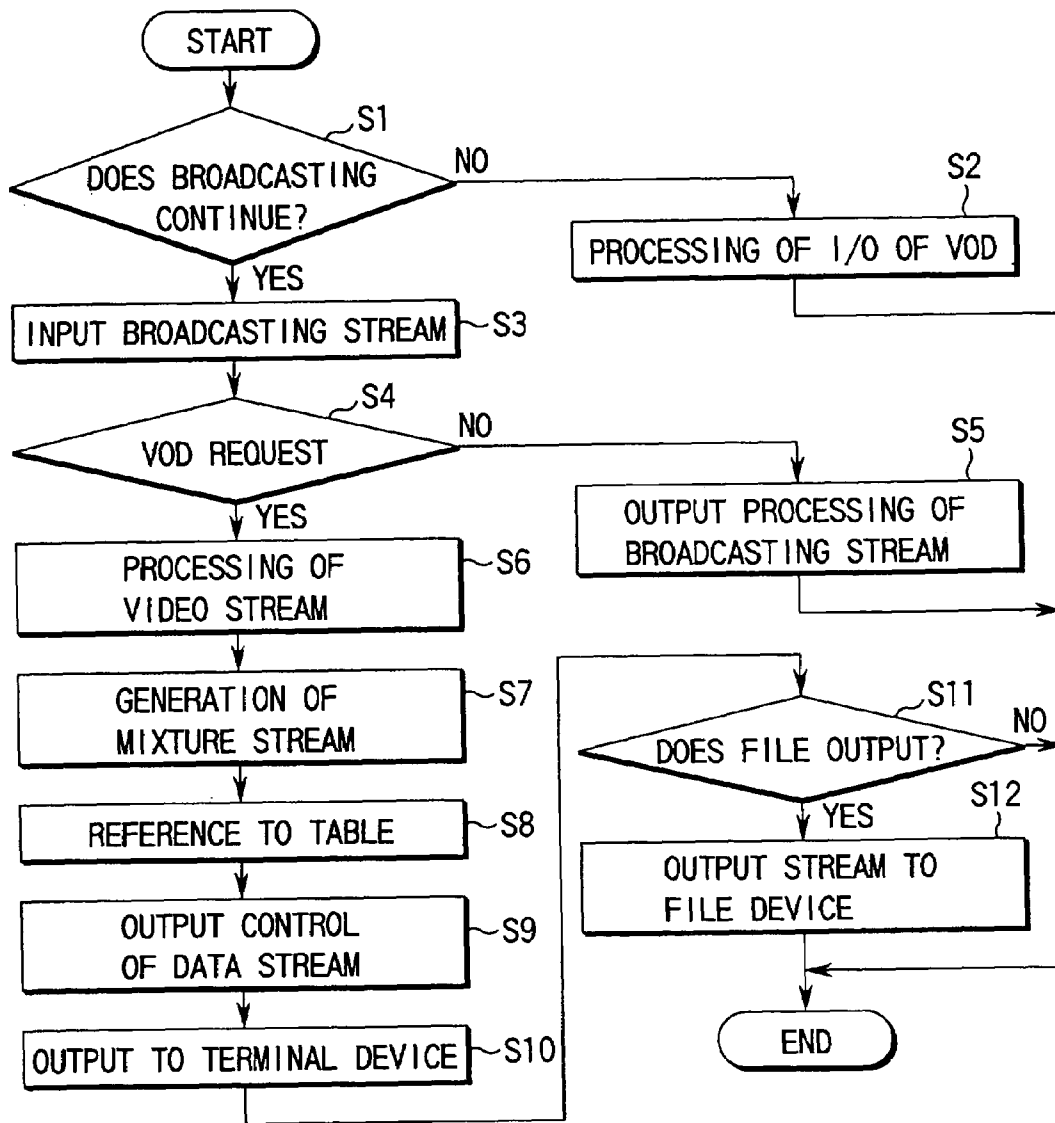 START
S1
DOES BROADCASTING
CONTINUE?
NO
YES
S2
PROCESSING OF I/O OF VOD
INPUT BROADCASTING STREAM
S3
S4
VOD REQUEST
NO
YES
S5
OUTPUT PROCESSING OF
BROADCASTING STREAM
PROCESSING OF
VIDEO STREAM
S6
GENERATION OF
MIXTURE STREAM
S7
REFERENCE TO TABLE
S8
OUTPUT CONTROL
OF DATA STREAM
S9
OUTPUT TO TERMINAL DEVICE
S10
S11
DOES FILE OUTPUT?
NO
YES
S12
OUTPUT STREAM TO
FILE DEVICE
END